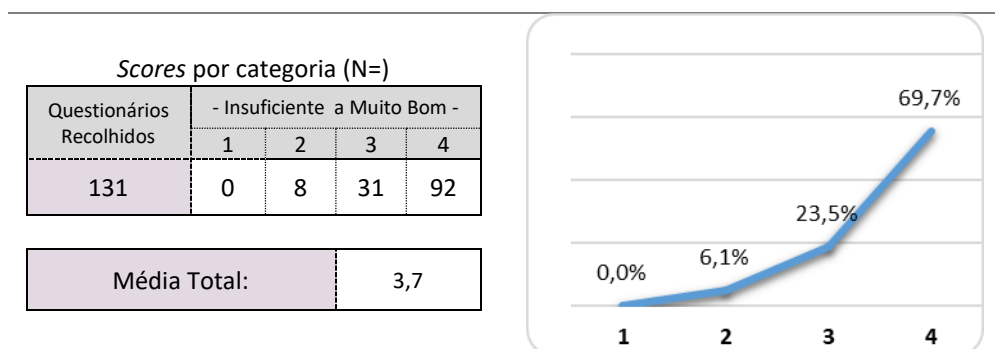 Scores por categoria (N=)
Questionários Recolhidos
- Insuficiente a Muito Bom -
1 2 3 4
131 0 8 31 92
Média Total: 3,7
69,7%
23,5%
6,1%
0,0%
1 2 3 4